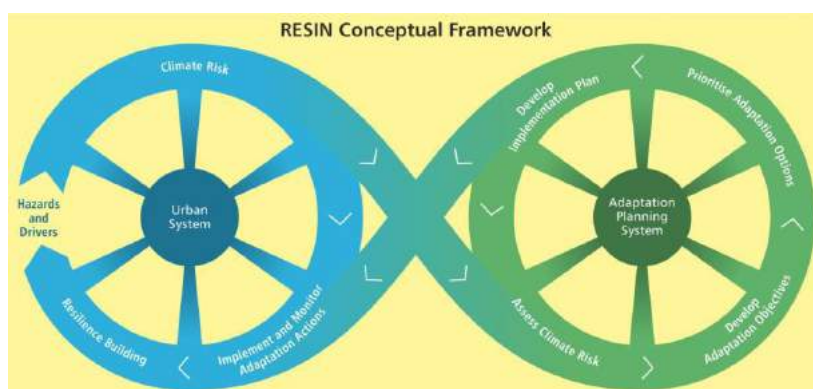 RESIN Conceptual Framework
Climate Risk
Hazards
and
Drivers
Urban
System
Resilience Building
Implement and Monitor
Adaptation Actions
Develop
Implementation Plan
Prioritise Adaptation Options
Adaptation
Planning
System
Assess Climate Risk
Develop
Adaptation Objectives